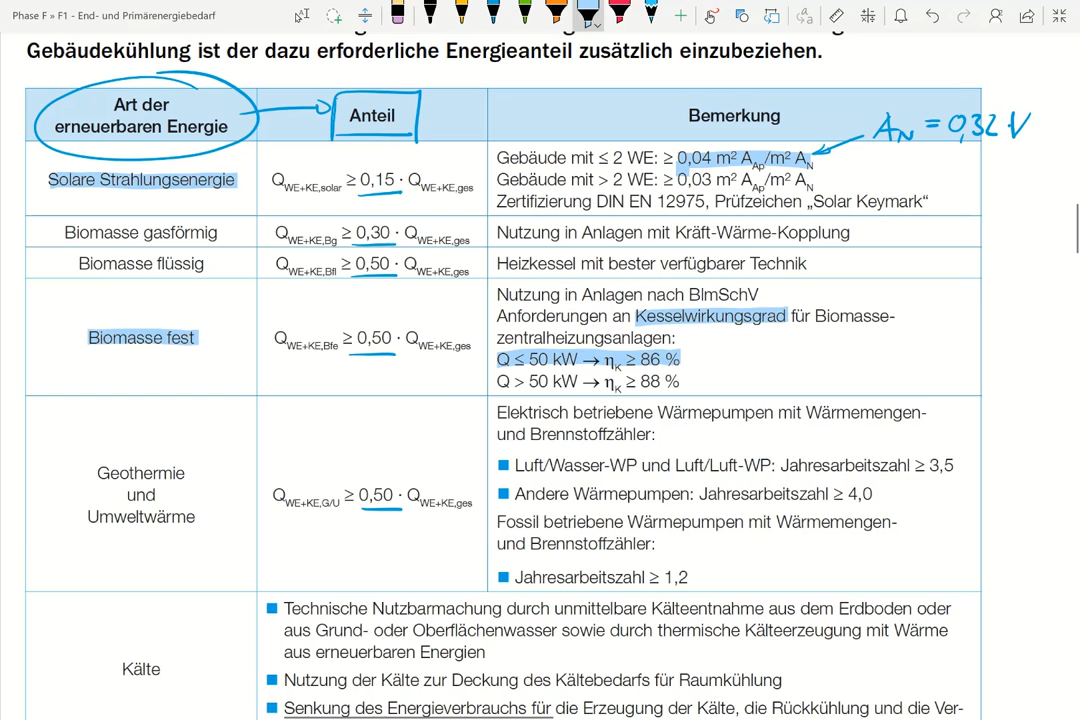 Phase F » F1 - End- und Primärenergiebedarf
Gebäudekühlung ist der dazu erforderliche Energieanteil zusätzlich einzubeziehen.
Art der
erneuerbaren Energie
Anteil
Bemerkung
A_N = 0,32 V
Solare Strahlungsenergie
Q_WE+KE,solar ≥ 0,15 · Q_WE+KE,ges
Gebäude mit ≤ 2 WE: ≥ 0,04 m² A_Ap/m² A_N
Gebäude mit > 2 WE: ≥ 0,03 m² A_Ap/m² A_N
Zertifizierung DIN EN 12975, Prüfzeichen „Solar Keymark“
Biomasse gasförmig
Q_WE+KE,Bg ≥ 0,30 · Q_WE+KE,ges
Nutzung in Anlagen mit Kräft-Wärme-Kopplung
Biomasse flüssig
Q_WE+KE,Bfl ≥ 0,50 · Q_WE+KE,ges
Heizkessel mit bester verfügbarer Technik
Biomasse fest
Q_WE+KE,Bfe ≥ 0,50 · Q_WE+KE,ges
Nutzung in Anlagen nach BImSchV
Anforderungen an Kesselwirkungsgrad für Biomasse-
zentralheizungsanlagen:
Q ≤ 50 kW → η_K ≥ 86 %
Q > 50 kW → η_K ≥ 88 %
Geothermie
und
Umweltwärme
Q_WE+KE,G/U ≥ 0,50 · Q_WE+KE,ges
Elektrisch betriebene Wärmepumpen mit Wärmemengen-
und Brennstoffzähler:
■ Luft/Wasser-WP und Luft/Luft-WP: Jahresarbeitszahl ≥ 3,5
■ Andere Wärmepumpen: Jahresarbeitszahl ≥ 4,0
Fossil betriebene Wärmepumpen mit Wärmemengen-
und Brennstoffzähler:
■ Jahresarbeitszahl ≥ 1,2
Kälte
■ Technische Nutzbarmachung durch unmittelbare Kälteentnahme aus dem Erdboden oder
aus Grund- oder Oberflächenwasser sowie durch thermische Kälteerzeugung mit Wärme
aus erneuerbaren Energien
■ Nutzung der Kälte zur Deckung des Kältebedarfs für Raumkühlung
■ Senkung des Energieverbrauchs für die Erzeugung der Kälte, die Rückkühlung und die Ver-